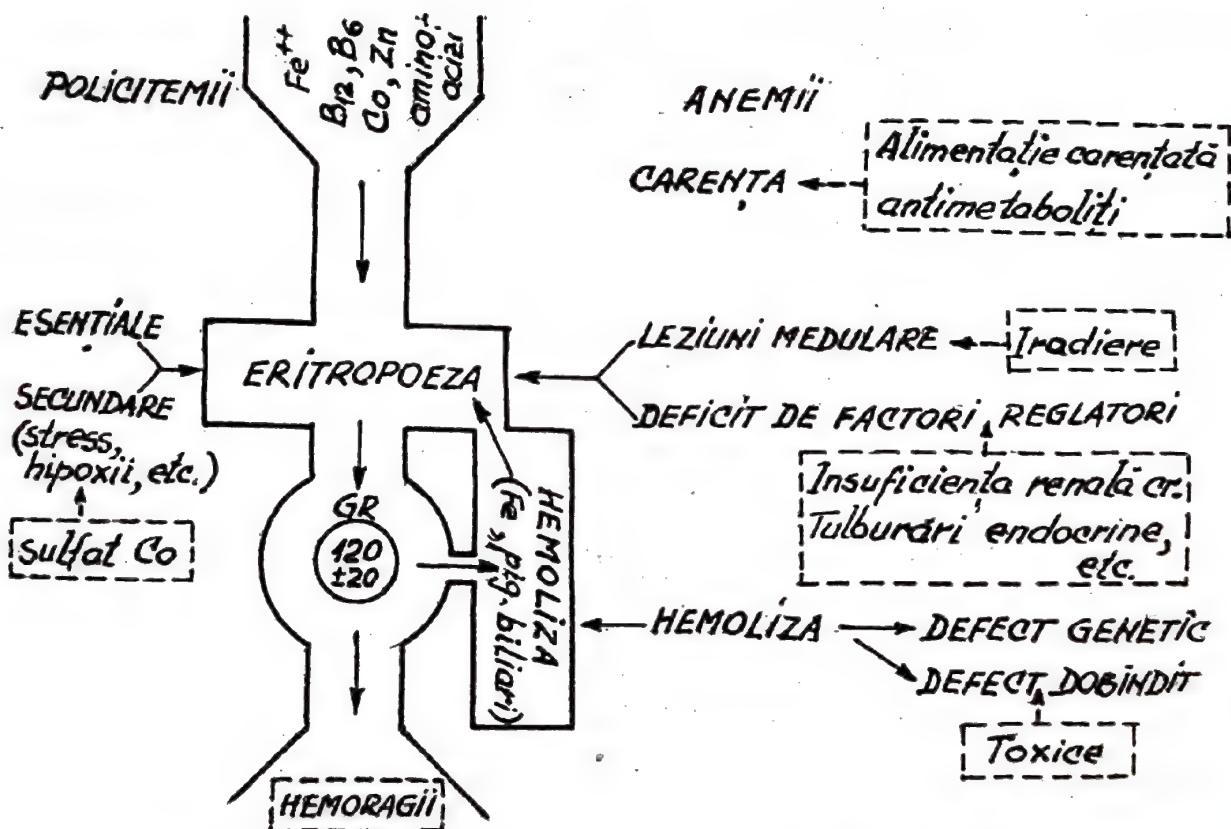 POLICITEMII
Fe++
B12, B6
Co, Zn
amino-
acizi
ANEMII
CARENȚA
Alimentație carențată
antimetaboliți
ESENȚIALE
SECUNDARE
(stress,
hipoxii, etc.)
sulfat Co
ERITROPOEZA
LEZIUNI MEDULARE
Iradiere
DEFICIT DE FACTORI REGLATORI
Insuficiența renală cr.
Tulburări endocrine,
etc.
GR
120
±20
HEMOLIZA
(Fe, pig. biliari)
HEMOLIZA
DEFECT GENETIC
DEFECT DOBÎNDIT
Toxice
HEMORAGII